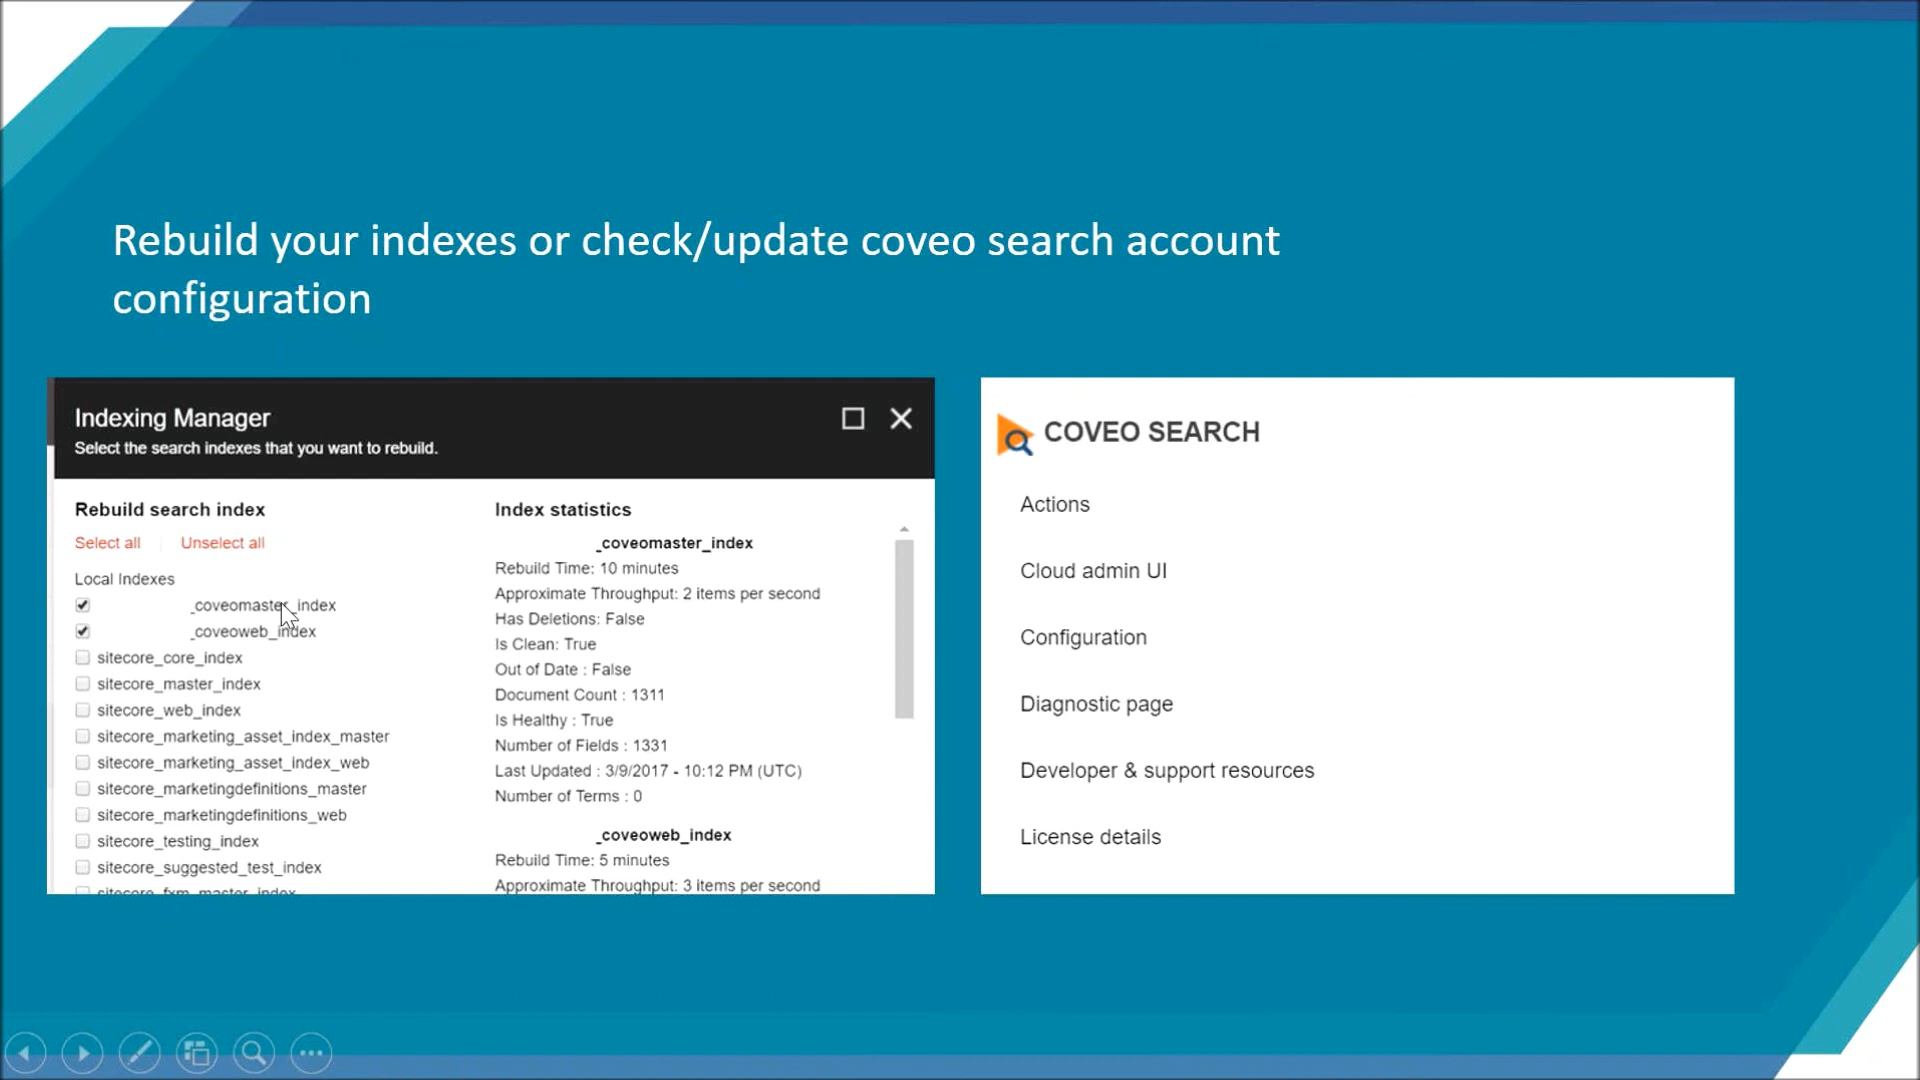 Rebuild your indexes or check/update coveo search account
configuration
Indexing Manager
Select the search indexes that you want to rebuild.
Rebuild search index
Select all
Unselect all
Local Indexes
_coveomaster_index
_coveoweb_index
sitecore_core_index
sitecore_master_index
sitecore_web_index
sitecore_marketing_asset_index_master
sitecore_marketing_asset_index_web
sitecore_marketingdefinitions_master
sitecore_marketingdefinitions_web
sitecore_testing_index
sitecore_suggested_test_index
sitecore_fxm_master_index
Index statistics
_coveomaster_index
Rebuild Time: 10 minutes
Approximate Throughput: 2 items per second
Has Deletions: False
Is Clean: True
Out of Date : False
Document Count : 1311
Is Healthy : True
Number of Fields : 1331
Last Updated : 3/9/2017 - 10:12 PM (UTC)
Number of Terms : 0
_coveoweb_index
Rebuild Time: 5 minutes
Approximate Throughput: 3 items per second
COVEO SEARCH
Actions
Cloud admin UI
Configuration
Diagnostic page
Developer & support resources
License details